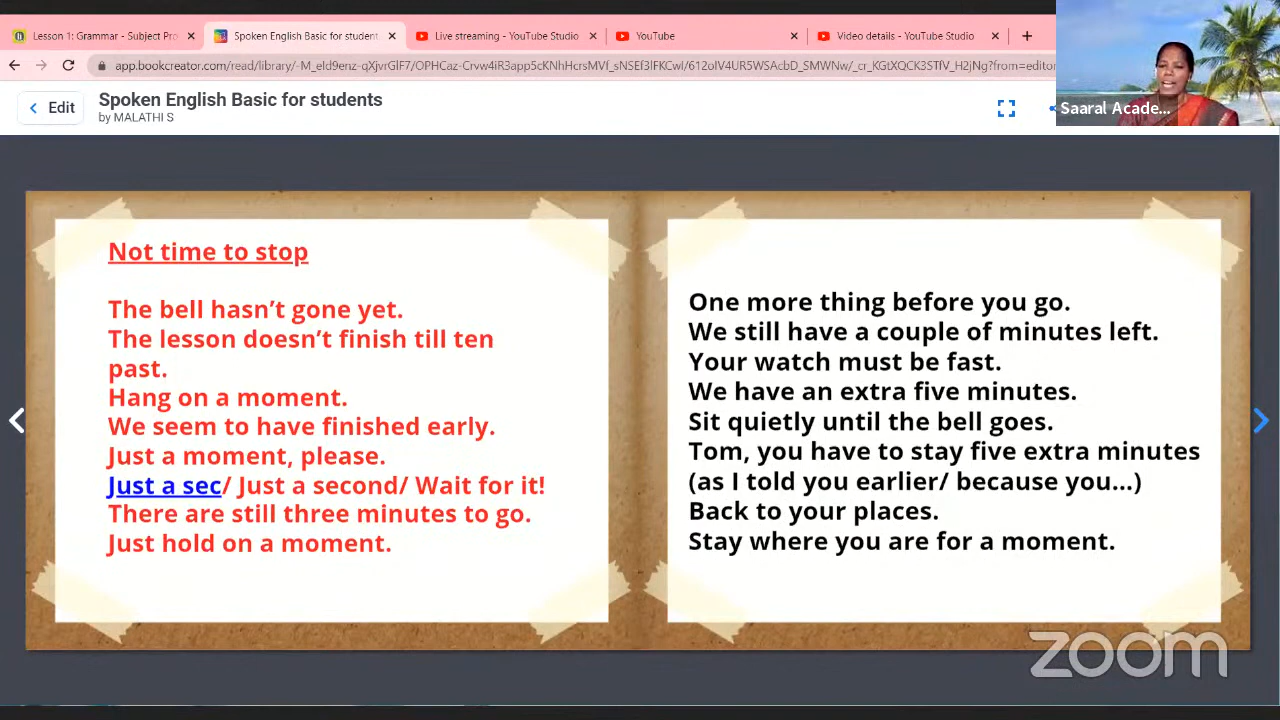 Lesson 1: Grammar - Subject Pro
Spoken English Basic for student
Live streaming - YouTube Studio
YouTube
Video details - YouTube Studio
Edit
Spoken English Basic for students
by MALATHI S
Saaral Acade...
Not time to stop
The bell hasn’t gone yet.
The lesson doesn’t finish till ten
past.
Hang on a moment.
We seem to have finished early.
Just a moment, please.
Just a sec/ Just a second/ Wait for it!
There are still three minutes to go.
Just hold on a moment.
One more thing before you go.
We still have a couple of minutes left.
Your watch must be fast.
We have an extra five minutes.
Sit quietly until the bell goes.
Tom, you have to stay five extra minutes
(as I told you earlier/ because you...)
Back to your places.
Stay where you are for a moment.
zoom